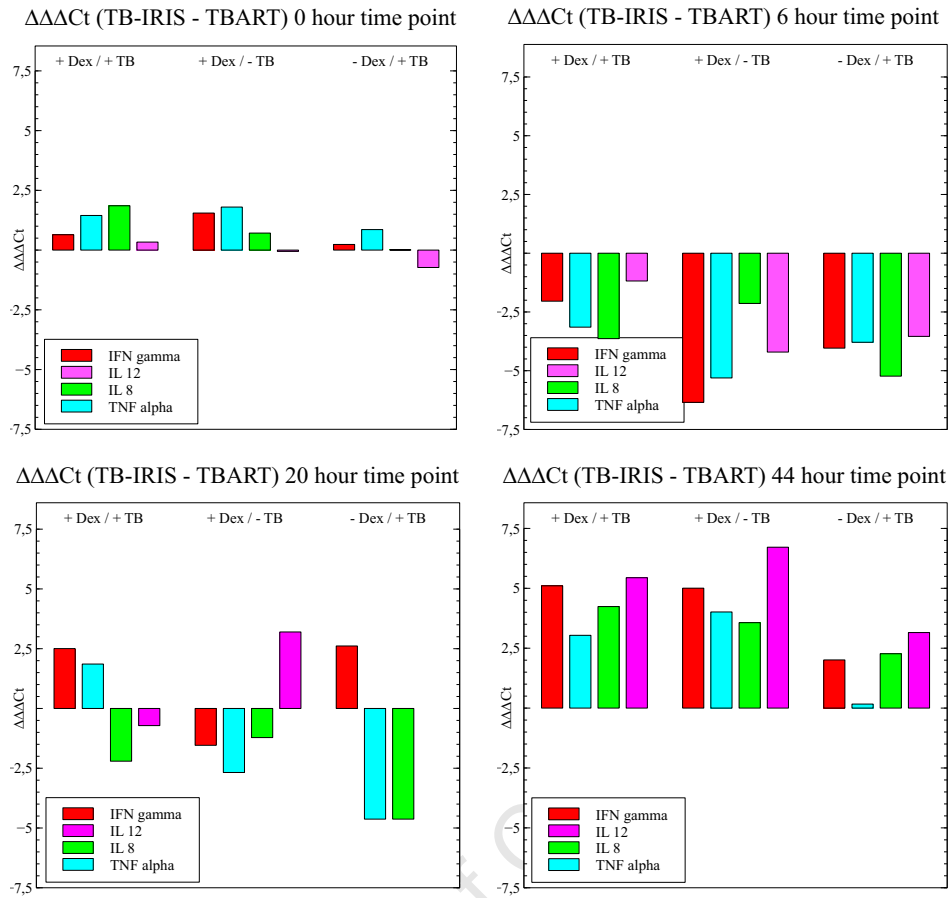 ΔΔΔCt (TB-IRIS - TBART) 0 hour time point
+ Dex / + TB + Dex / - TB - Dex / + TB
7,5
5
2,5
0
-2,5
-5
-7,5
ΔΔΔCt
IFN gamma
IL 12
IL 8
TNF alpha
ΔΔΔCt (TB-IRIS - TBART) 6 hour time point
+ Dex / + TB + Dex / - TB - Dex / + TB
7,5
5
2,5
0
-2,5
-5
-7,5
ΔΔΔCt
IFN gamma
IL 12
IL 8
TNF alpha
ΔΔΔCt (TB-IRIS - TBART) 20 hour time point
+ Dex / + TB + Dex / - TB - Dex / + TB
7,5
5
2,5
0
-2,5
-5
-7,5
ΔΔΔCt
IFN gamma
IL 12
IL 8
TNF alpha
ΔΔΔCt (TB-IRIS - TBART) 44 hour time point
+ Dex / + TB + Dex / - TB - Dex / + TB
7,5
5
2,5
0
-2,5
-5
-7,5
ΔΔΔCt
IFN gamma
IL 12
IL 8
TNF alpha